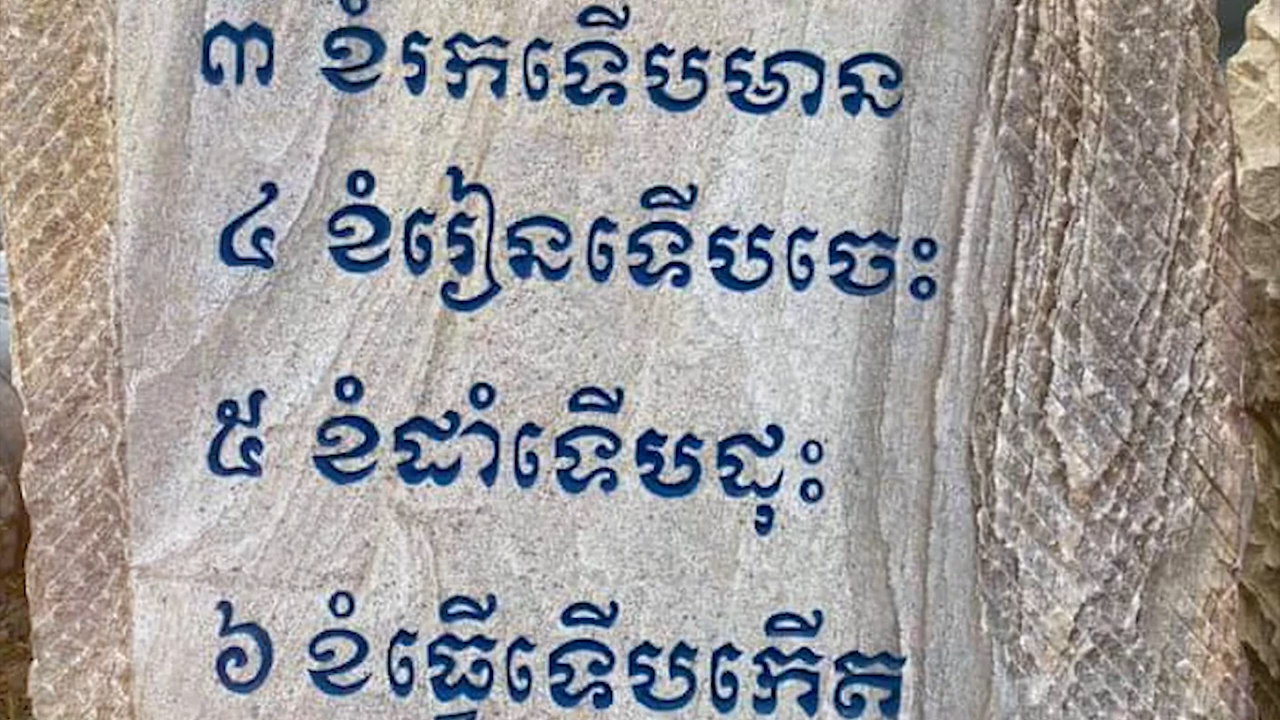 ៣ ខំរកទើបមាន
៤ ខំរៀនទើបចេះ
៥ ខំដាំទើបដុះ
៦ ខំធ្វើទើបកើត